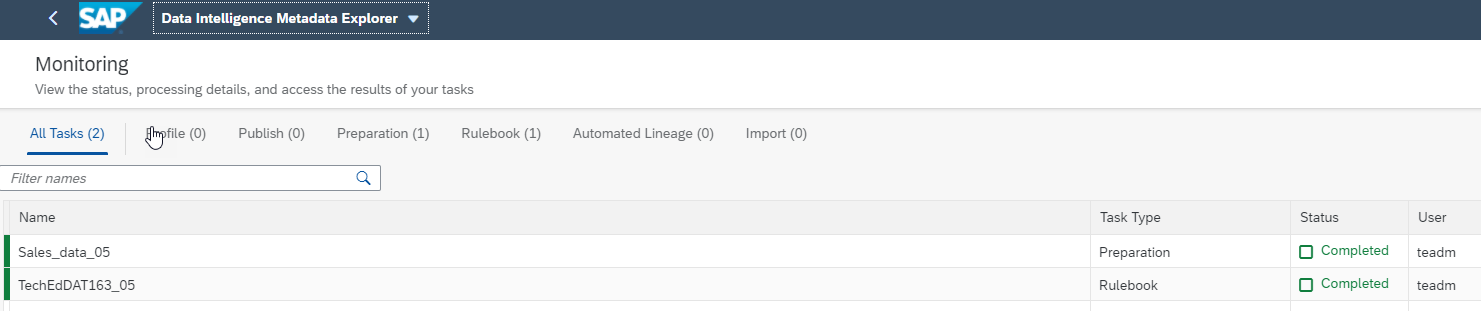 SAP Data Intelligence Metadata Explorer
Monitoring
View the status, processing details, and access the results of your tasks
All Tasks (2) (0) Publish (0) Preparation (1) Rulebook (1) Automated Lineage (0) Import (0)
Filter names
Name Task Type Status User
Sales_data_05 Preparation Completed teadm
TechEdDAT163_05 Rulebook Completed teadm